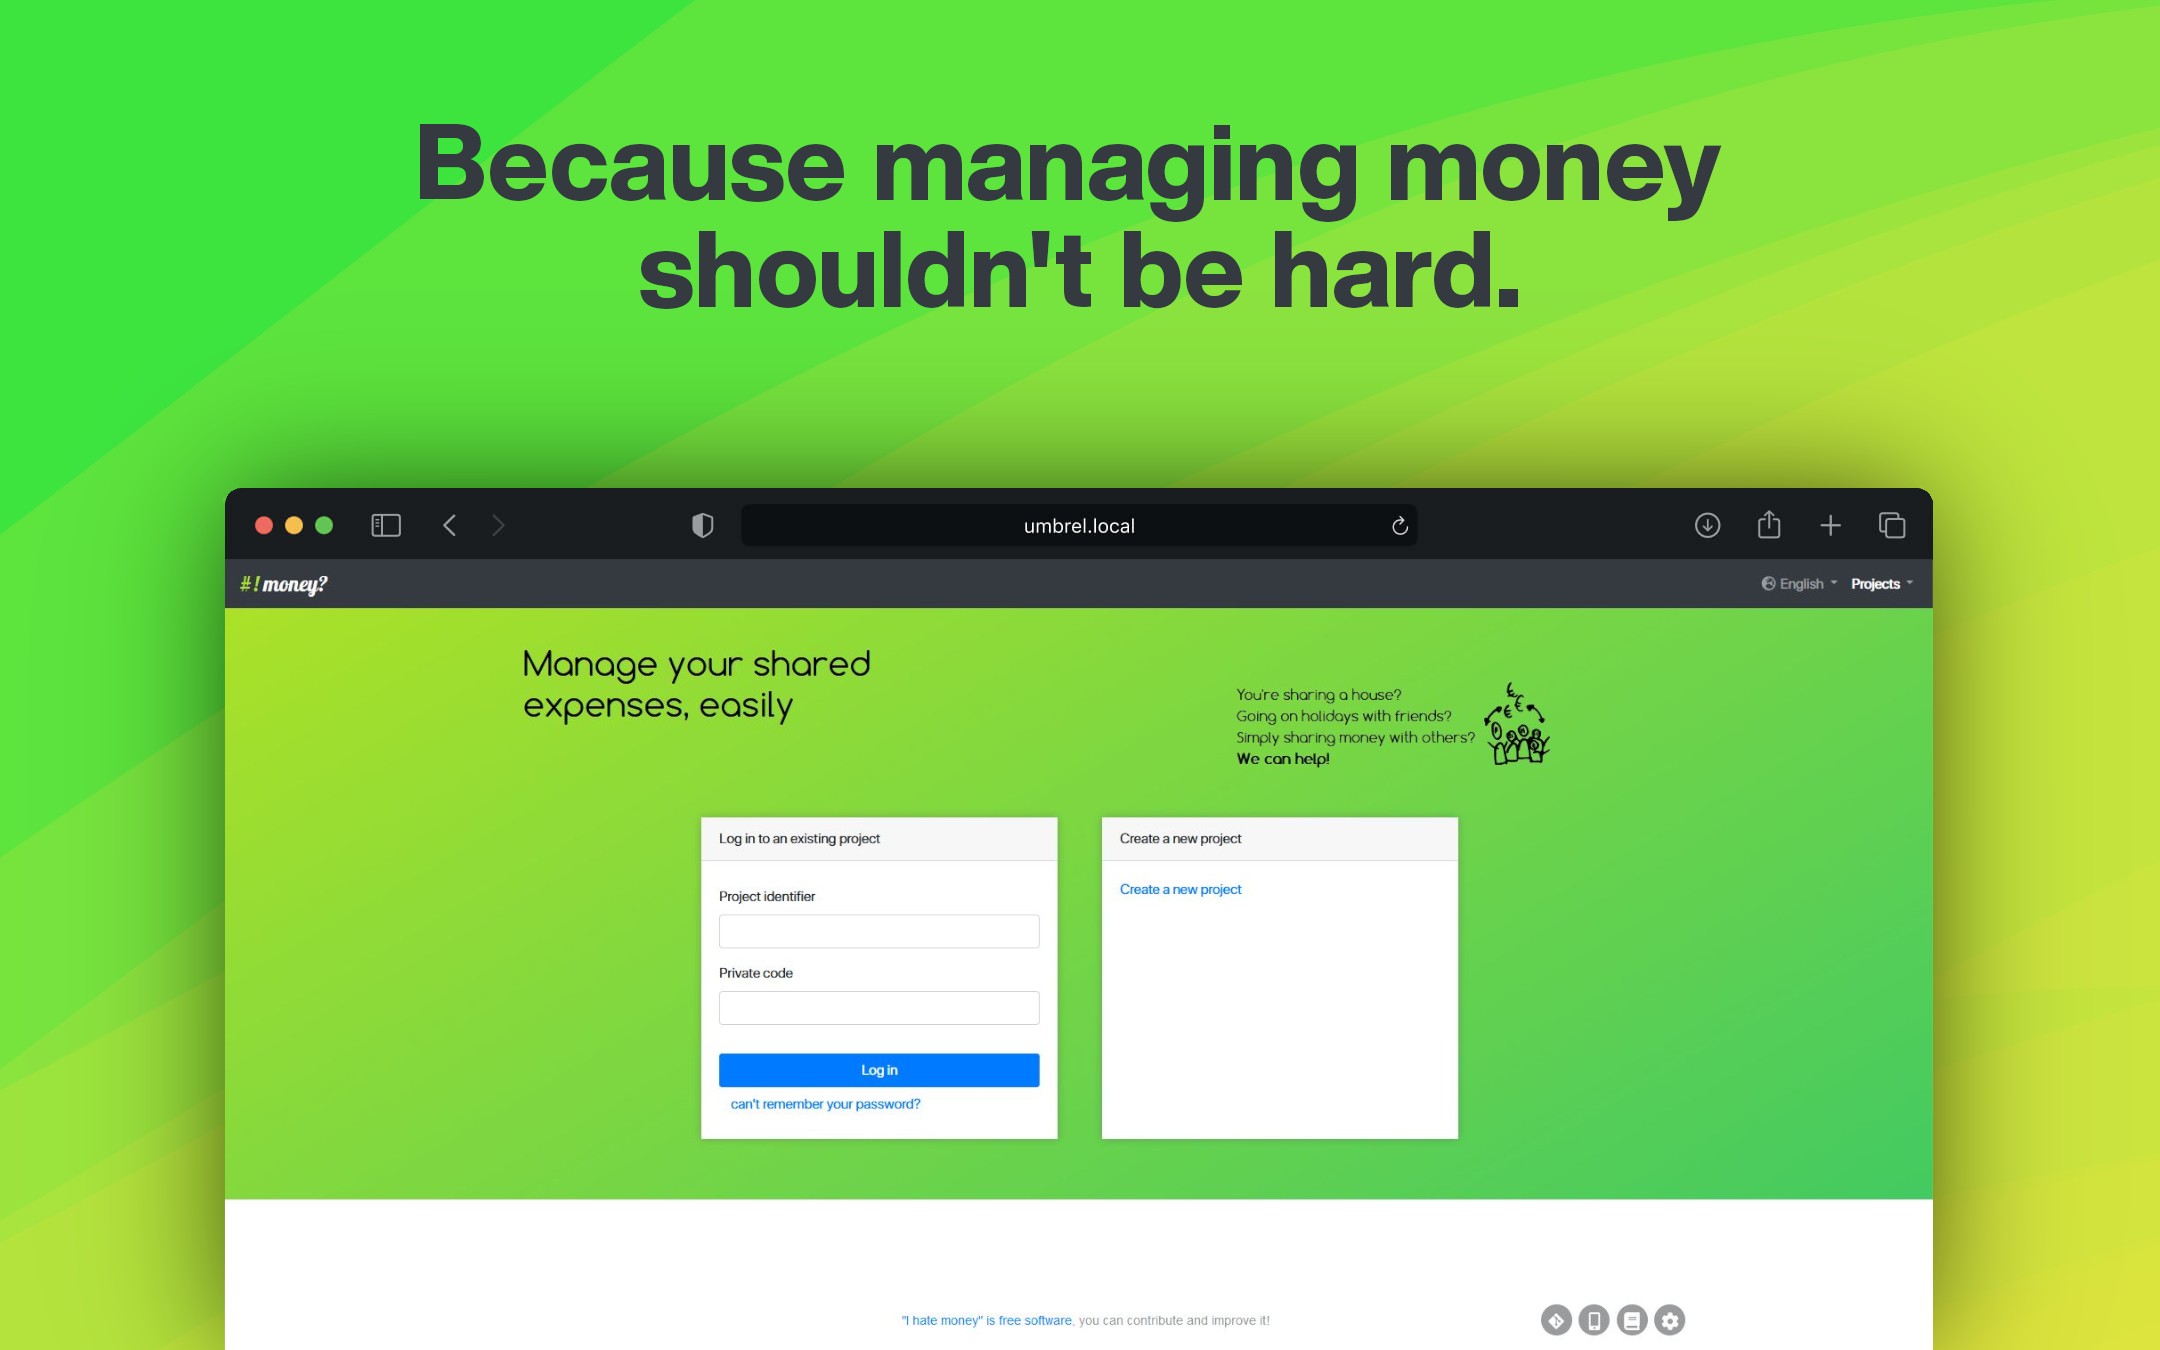 Because managing money
shouldn't be hard.
umbrel.local
#!money?
English
Projects
Manage your shared
expenses, easily
You're sharing a house?
Going on holidays with friends?
Simply sharing money with others?
We can help!
Log in to an existing project
Project identifier
Private code
Log in
can't remember your password?
Create a new project
Create a new project
"I hate money" is free software, you can contribute and improve it!